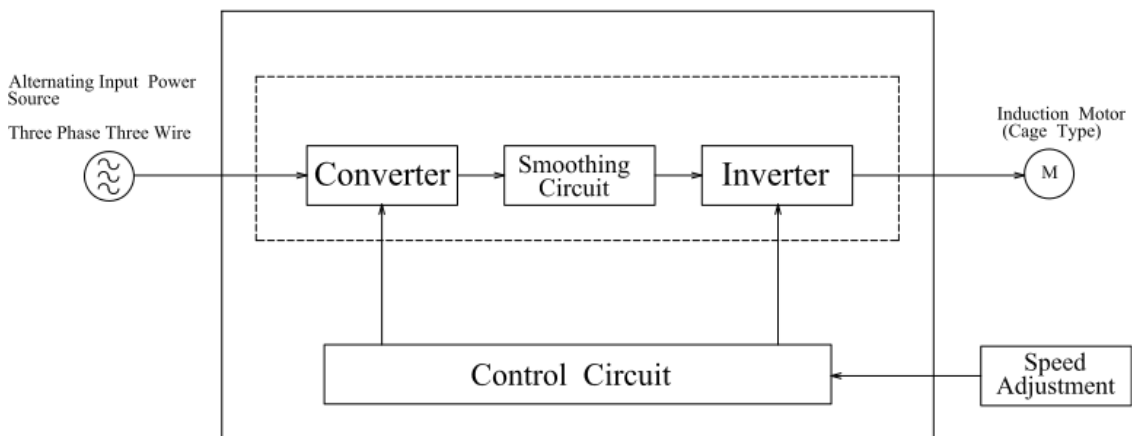 Alternating Input Power
Source
Three Phase Three Wire
Converter
Smoothing
Circuit
Inverter
Induction Motor
(Cage Type)
M
Control Circuit
Speed
Adjustment